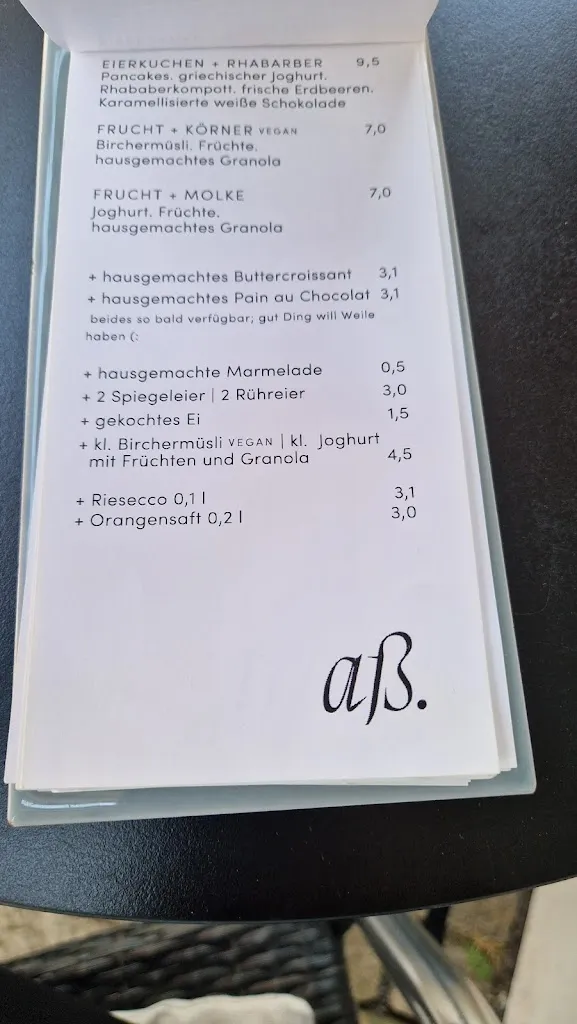 EIERKUCHEN + RHABARBER 9,5
Pancakes. griechischer Joghurt.
Rhababerkompott. frische Erdbeeren.
Karamellisierte weiße Schokolade
FRUCHT + KÖRNER VEGAN 7,0
Birchermüsli. Früchte.
hausgemachtes Granola
FRUCHT + MOLKE 7,0
Joghurt. Früchte.
hausgemachtes Granola
+ hausgemachtes Buttercroissant 3,1
+ hausgemachtes Pain au Chocolat 3,1
beides so bald verfügbar; gut Ding will Weile
haben (:
+ hausgemachte Marmelade 0,5
+ 2 Spiegeleier | 2 Rühreier 3,0
+ gekochtes Ei 1,5
+ kl. Birchermüsli VEGAN | kl. Joghurt
mit Früchten und Granola 4,5
+ Riesecco 0,1 l 3,1
+ Orangensaft 0,2 l 3,0
aß.